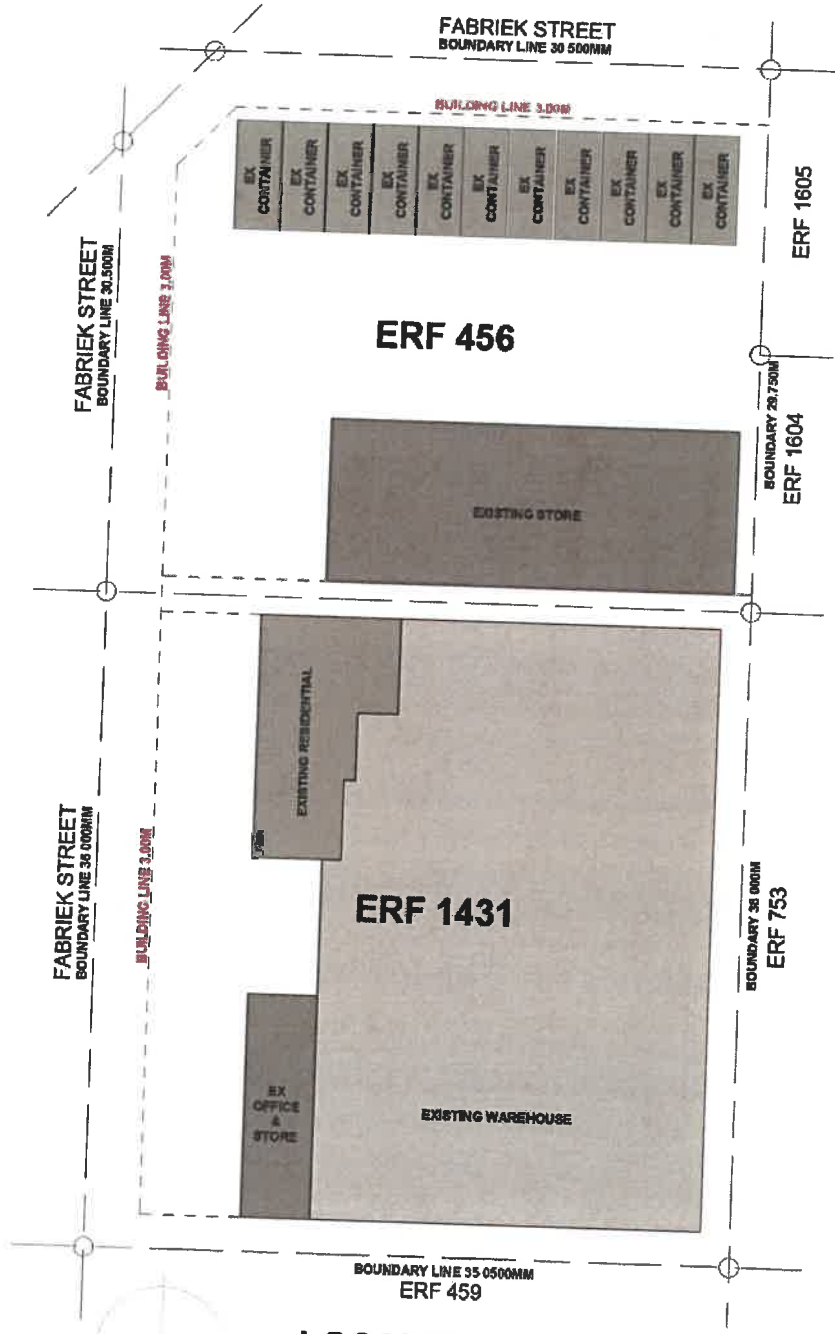 FABRIEK STREET
BOUNDARY LINE 30 500MM
BUILDING LINE 3.00M
EX
CONTAINER
EX
CONTAINER
EX
CONTAINER
EX
CONTAINER
EX
CONTAINER
EX
CONTAINER
EX
CONTAINER
EX
CONTAINER
EX
CONTAINER
EX
CONTAINER
EX
CONTAINER
ERF 1605
FABRIEK STREET
BOUNDARY LINE 30.500M
BUILDING LINE 3.00M
ERF 456
BOUNDARY 29.750M
ERF 1604
EXISTING STORE
EXISTING RESIDENTIAL
FABRIEK STREET
BOUNDARY LINE 36 000MM
BUILDING LINE 3.00M
ERF 1431
BOUNDARY 36 000M
ERF 753
EX
OFFICE
&
STORE
EXISTING WAREHOUSE
BOUNDARY LINE 35 0500MM
ERF 459